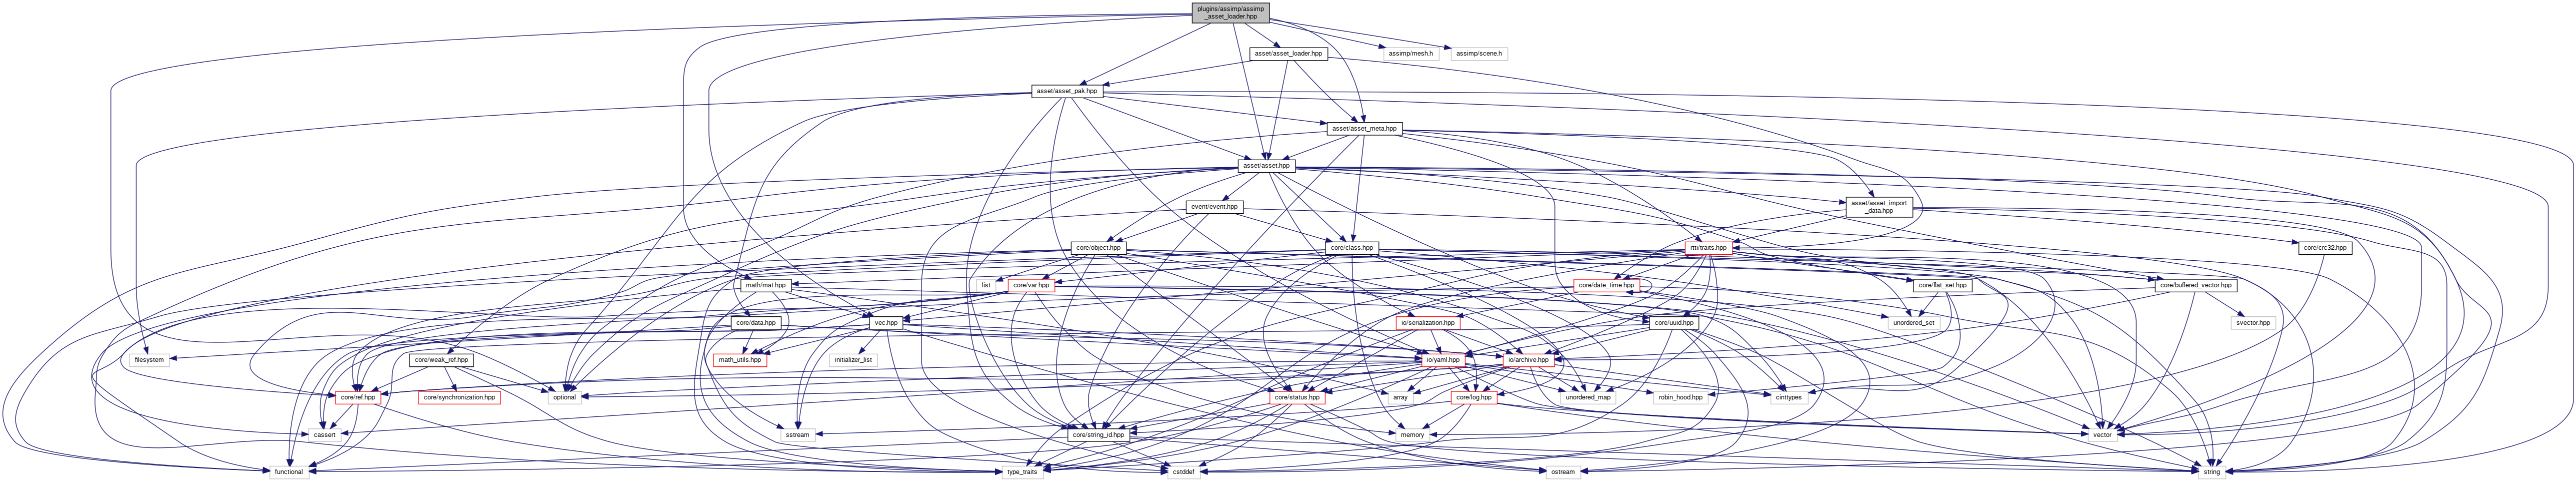 plugins/assimp/assimp
_asset_loader.hpp
asset/asset_loader.hpp
assimp/mesh.h
assimp/scene.h
asset/asset_pak.hpp
asset/asset_meta.hpp
asset/asset.hpp
event/event.hpp
asset/asset_import
_data.hpp
core/object.hpp
core/class.hpp
rtti/traits.hpp
core/crc32.hpp
math/mat.hpp
list
core/var.hpp
core/date_time.hpp
core/flat_set.hpp
core/buffered_vector.hpp
core/data.hpp
vec.hpp
io/serialization.hpp
core/uuid.hpp
unordered_set
svector.hpp
filesystem
core/weak_ref.hpp
math_utils.hpp
initializer_list
io/yaml.hpp
io/archive.hpp
core/ref.hpp
core/synchronization.hpp
optional
core/status.hpp
array
core/log.hpp
unordered_map
robin_hood.hpp
cinttypes
cassert
sstream
core/string_id.hpp
memory
vector
functional
type_traits
cstddef
ostream
string